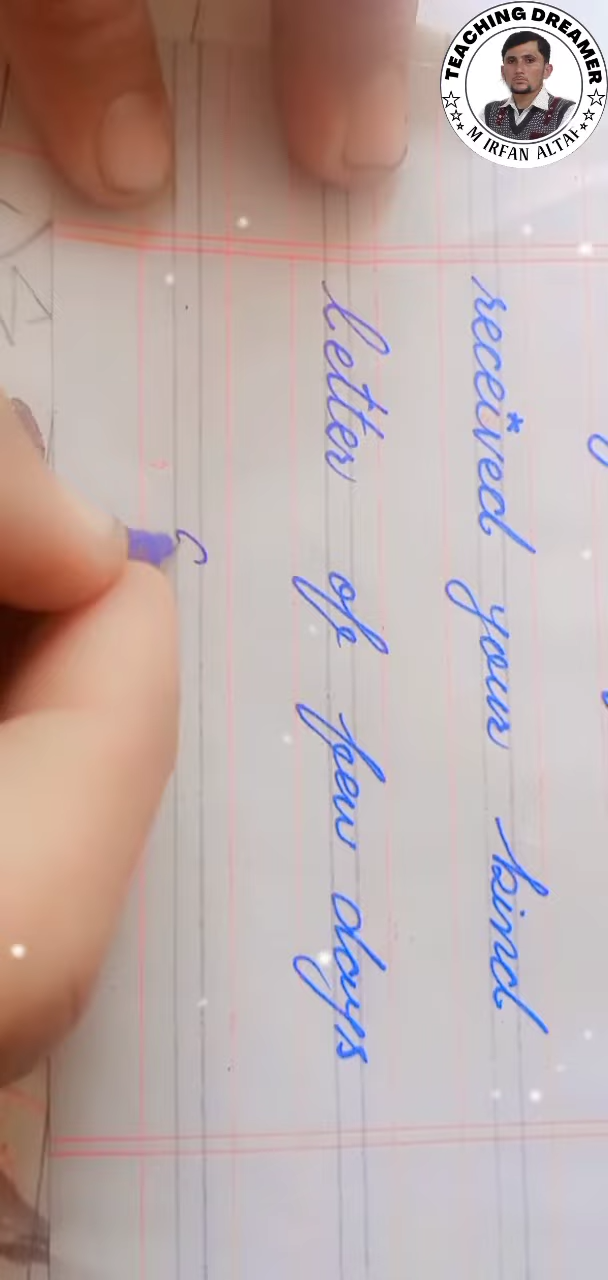 TEACHING DREAMER
M IRFAN ALTAF
received your kind
letter of few days